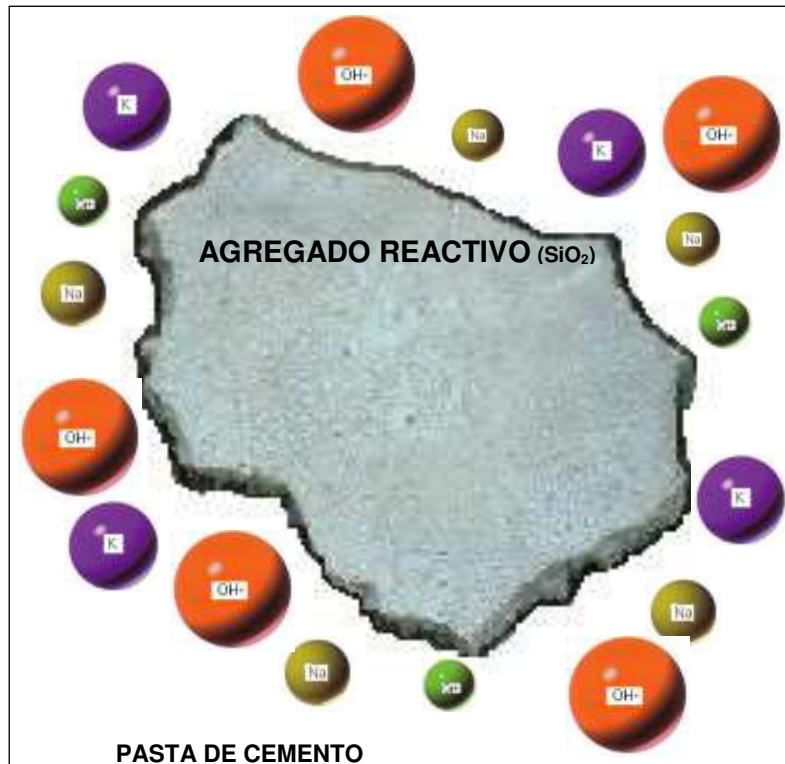 OH-
K
Na
K
OH-
Na
AGREGADO REACTIVO (SiO₂)
Na
OH-
K
K
OH-
Na
Na
OH-
PASTA DE CEMENTO